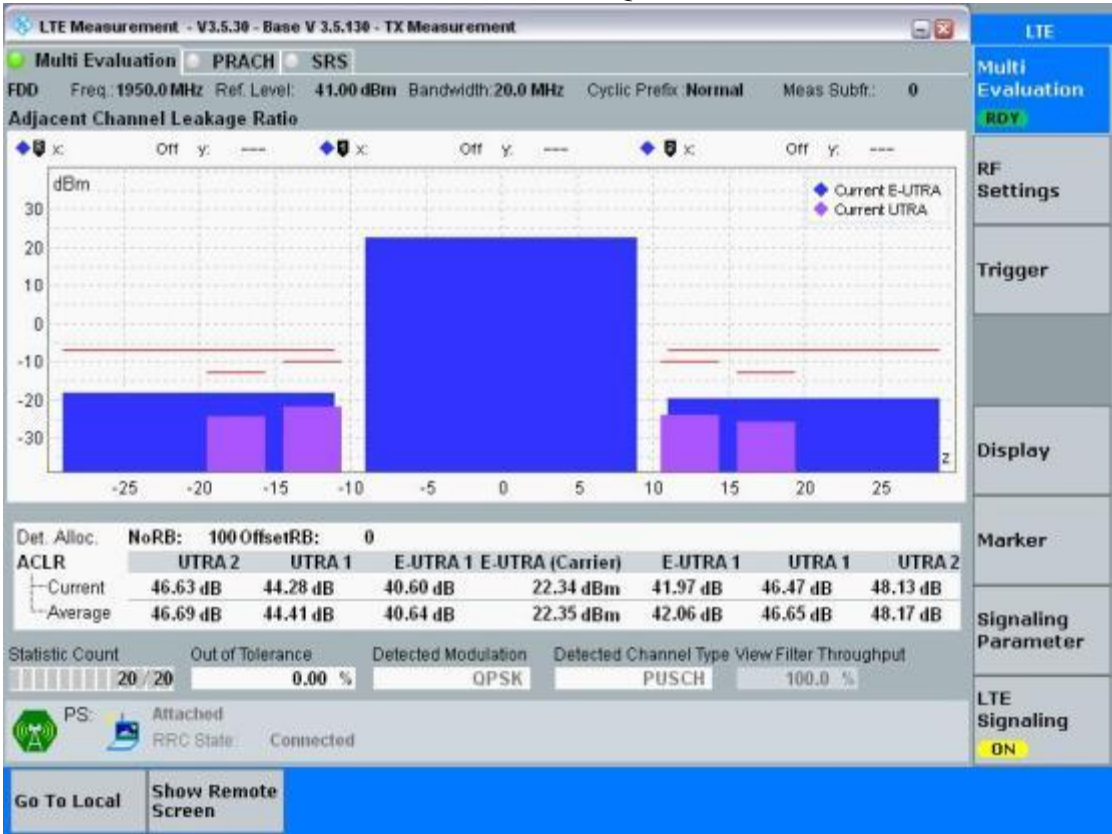 LTE Measurement - V3.5.30 - Base V 3.5.130 - TX Measurement
Multi Evaluation PRACH SRS
FDD Freq.: 1950.0 MHz Ref. Level: 41.00 dBm Bandwidth: 20.0 MHz Cyclic Prefix: Normal Meas Subfr.: 0
Adjacent Channel Leakage Ratio
x: Off y: --- x: Off y: --- x: Off y: ---
dBm
Current E-UTRA
Current UTRA
30
20
10
0
-10
-20
-30
z
-25 -20 -15 -10 -5 0 5 10 15 20 25
Det. Alloc. NoRB: 100 OffsetRB: 0
ACLR UTRA 2 UTRA 1 E-UTRA 1 E-UTRA (Carrier) E-UTRA 1 UTRA 1 UTRA 2
Current 46.63 dB 44.28 dB 40.60 dB 22.34 dBm 41.97 dB 46.47 dB 48.13 dB
Average 46.69 dB 44.41 dB 40.64 dB 22.35 dBm 42.06 dB 46.65 dB 48.17 dB
Statistic Count Out of Tolerance Detected Modulation Detected Channel Type View Filter Throughput
20 / 20 0.00 % QPSK PUSCH 100.0 %
PS: Attached
RRC State: Connected
Go To Local
Show Remote
Screen
LTE
Multi
Evaluation
RDY
RF
Settings
Trigger
Display
Marker
Signaling
Parameter
LTE
Signaling
ON